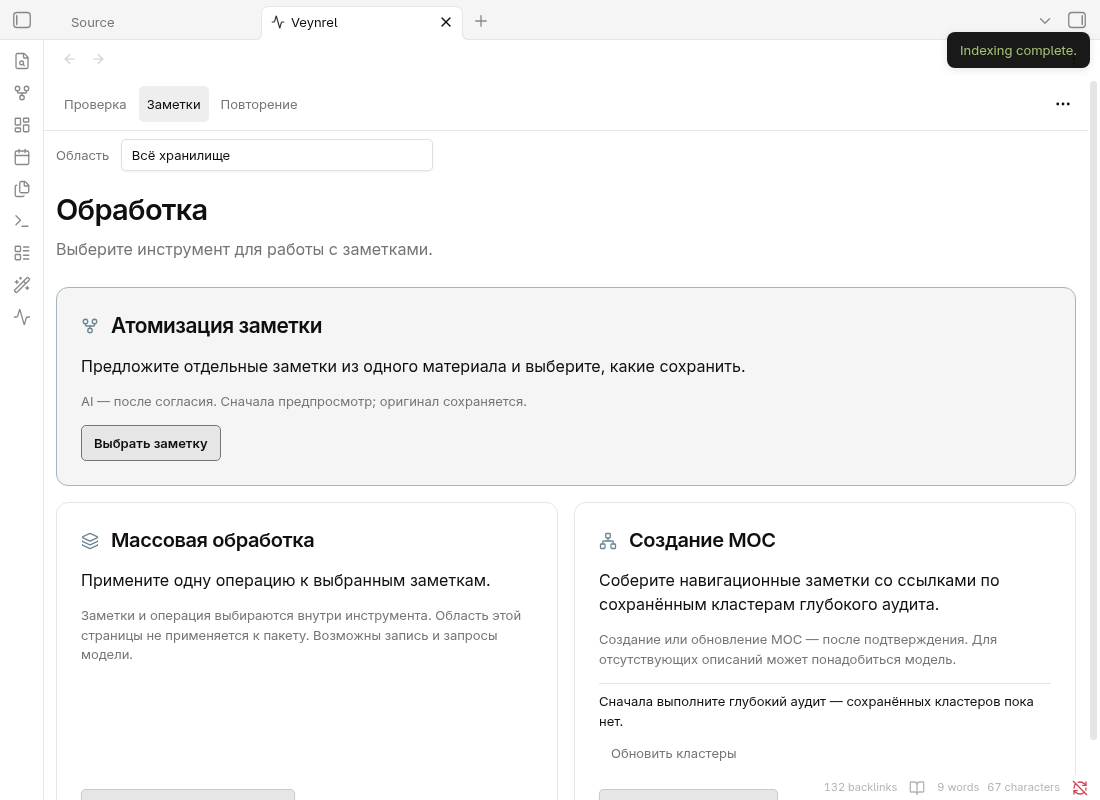 Source
Veynrel
Indexing complete.
Проверка
Заметки
Повторение
Область
Всё хранилище
Обработка
Выберите инструмент для работы с заметками.
Атомизация заметки
Предложите отдельные заметки из одного материала и выберите, какие сохранить.
AI — после согласия. Сначала предпросмотр; оригинал сохраняется.
Выбрать заметку
Массовая обработка
Примените одну операцию к выбранным заметкам.
Заметки и операция выбираются внутри инструмента. Область этой
страницы не применяется к пакету. Возможны запись и запросы
модели.
Создание MOC
Соберите навигационные заметки со ссылками по
сохранённым кластерам глубокого аудита.
Создание или обновление MOC — после подтверждения. Для
отсутствующих описаний может понадобиться модель.
Сначала выполните глубокий аудит — сохранённых кластеров пока
нет.
Обновить кластеры
132 backlinks
9 words
67 characters